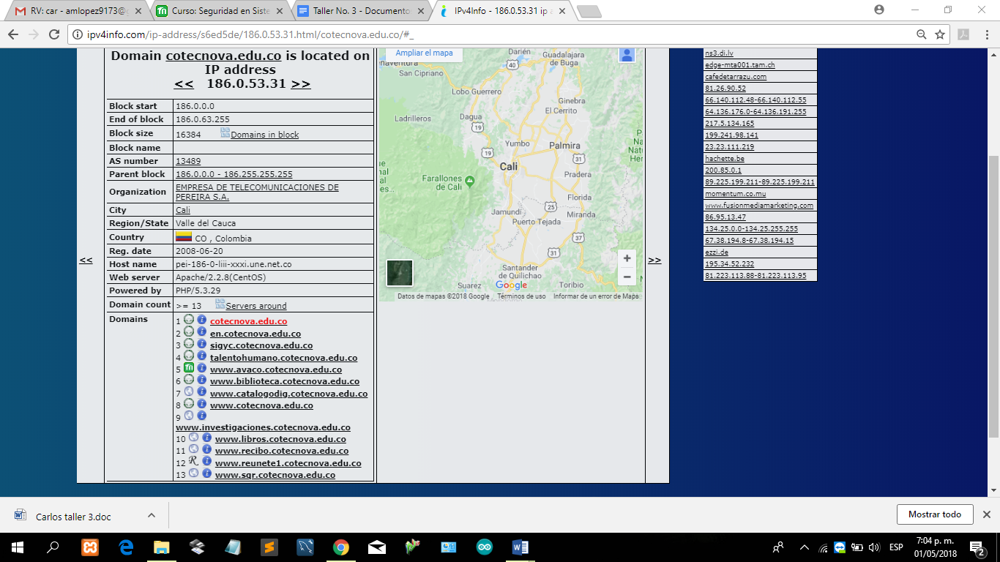 RV: car - amlopez9173@g
Curso: Seguridad en Siste
Taller No. 3 - Documento
IPv4Info - 186.0.53.31 ip a
ipv4info.com/ip-address/s6ed5de/186.0.53.31.html/cotecnova.edu.co/#_
Domain cotecnova.edu.co is located on
IP address
<< 186.0.53.31 >>
Block start 186.0.0.0
End of block 186.0.63.255
Block size 16384 Domains in block
Block name
AS number 13489
Parent block 186.0.0.0 - 186.255.255.255
Organization EMPRESA DE TELECOMUNICACIONES DE
PEREIRA S.A.
City Cali
Region/State Valle del Cauca
Country CO , Colombia
Reg. date 2008-06-20
Host name pei-186-0-liii-xxxi.une.net.co
Web server Apache/2.2.8(CentOS)
Powered by PHP/5.3.29
Domain count >= 13 Servers around
Domains
1 cotecnova.edu.co
2 en.cotecnova.edu.co
3 sigyc.cotecnova.edu.co
4 talentohumano.cotecnova.edu.co
5 www.avaco.cotecnova.edu.co
6 www.biblioteca.cotecnova.edu.co
7 www.catalogodig.cotecnova.edu.co
8 www.cotecnova.edu.co
9
www.investigaciones.cotecnova.edu.co
10 www.libros.cotecnova.edu.co
11 www.recibo.cotecnova.edu.co
12 www.reunete1.cotecnova.edu.co
13 www.sqr.cotecnova.edu.co
<<
>>
Ampliar el mapa
Darién
Guadalajara
de Buga
naventura
40
San Cipriano
Lobo Guerrero
Ginebra
El Cerrito
Ladrilleros
Dagua
19
Yumbo
Palmira
19
31
Cali
Pradera
Farallones
de Cali
Florida
25
Jamundí
Miranda
Puerto Tejada
37
31
Santander
de Quilichao
Suarez
Toribio
Google
Datos de mapas ©2018 Google
Términos de uso
Informar de un error de Maps
ns3.di.lv
edge-mta001.tam.ch
cafedetarrazu.com
81.26.90.52
66.140.112.48-66.140.112.55
64.136.176.0-64.136.191.255
217.5.134.165
199.241.98.141
23.23.111.219
hachette.be
200.85.0.1
89.225.199.211-89.225.199.211
momentum.co.mu
www.fusionmediamarketing.com
86.95.13.47
134.25.0.0-134.25.255.255
67.38.194.8-67.38.194.15
ezzi.de
195.34.52.232
81.223.113.88-81.223.113.95
Carlos taller 3.doc
Mostrar todo
ESP
7:04 p. m.
01/05/2018
2